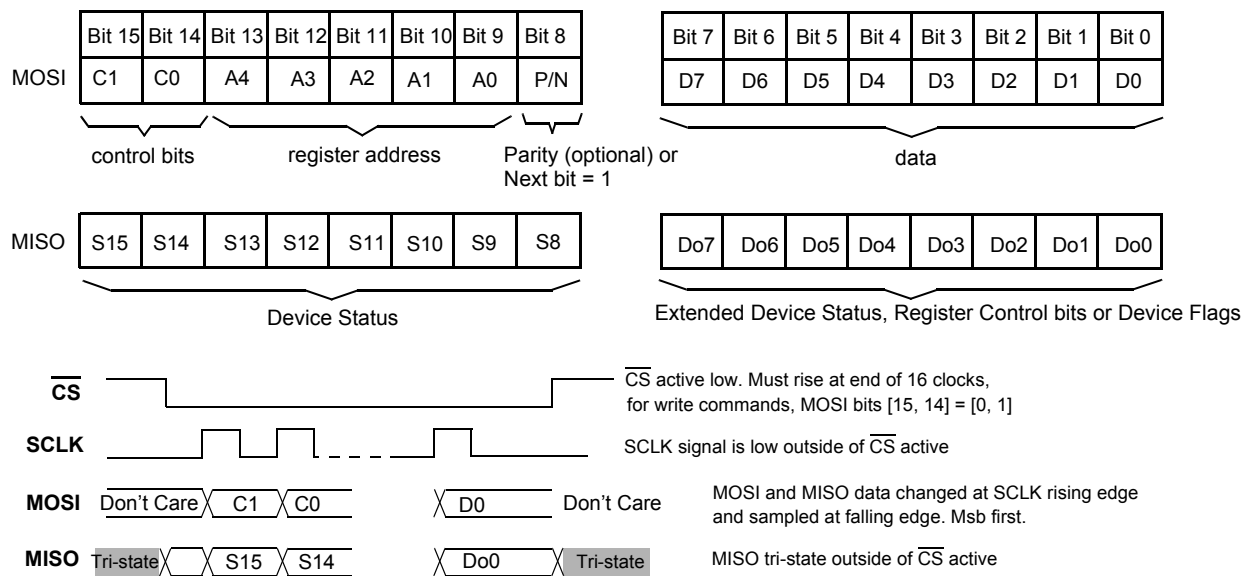 Bit 15 Bit 14 Bit 13 Bit 12 Bit 11 Bit 10 Bit 9 Bit 8 Bit 7 Bit 6 Bit 5 Bit 4 Bit 3 Bit 2 Bit 1 Bit 0
MOSI C1 C0 A4 A3 A2 A1 A0 P/N D7 D6 D5 D4 D3 D2 D1 D0
control bits register address Parity (optional) or data
Next bit = 1
MISO S15 S14 S13 S12 S11 S10 S9 S8 Do7 Do6 Do5 Do4 Do3 Do2 Do1 Do0
Device Status Extended Device Status, Register Control bits or Device Flags
CS CS active low. Must rise at end of 16 clocks,
for write commands, MOSI bits [15, 14] = [0, 1]
SCLK SCLK signal is low outside of CS active
MOSI Don't Care C1 C0 D0 Don't Care MOSI and MISO data changed at SCLK rising edge
and sampled at falling edge. Msb first.
MISO Tri-state S15 S14 Do0 Tri-state MISO tri-state outside of CS active